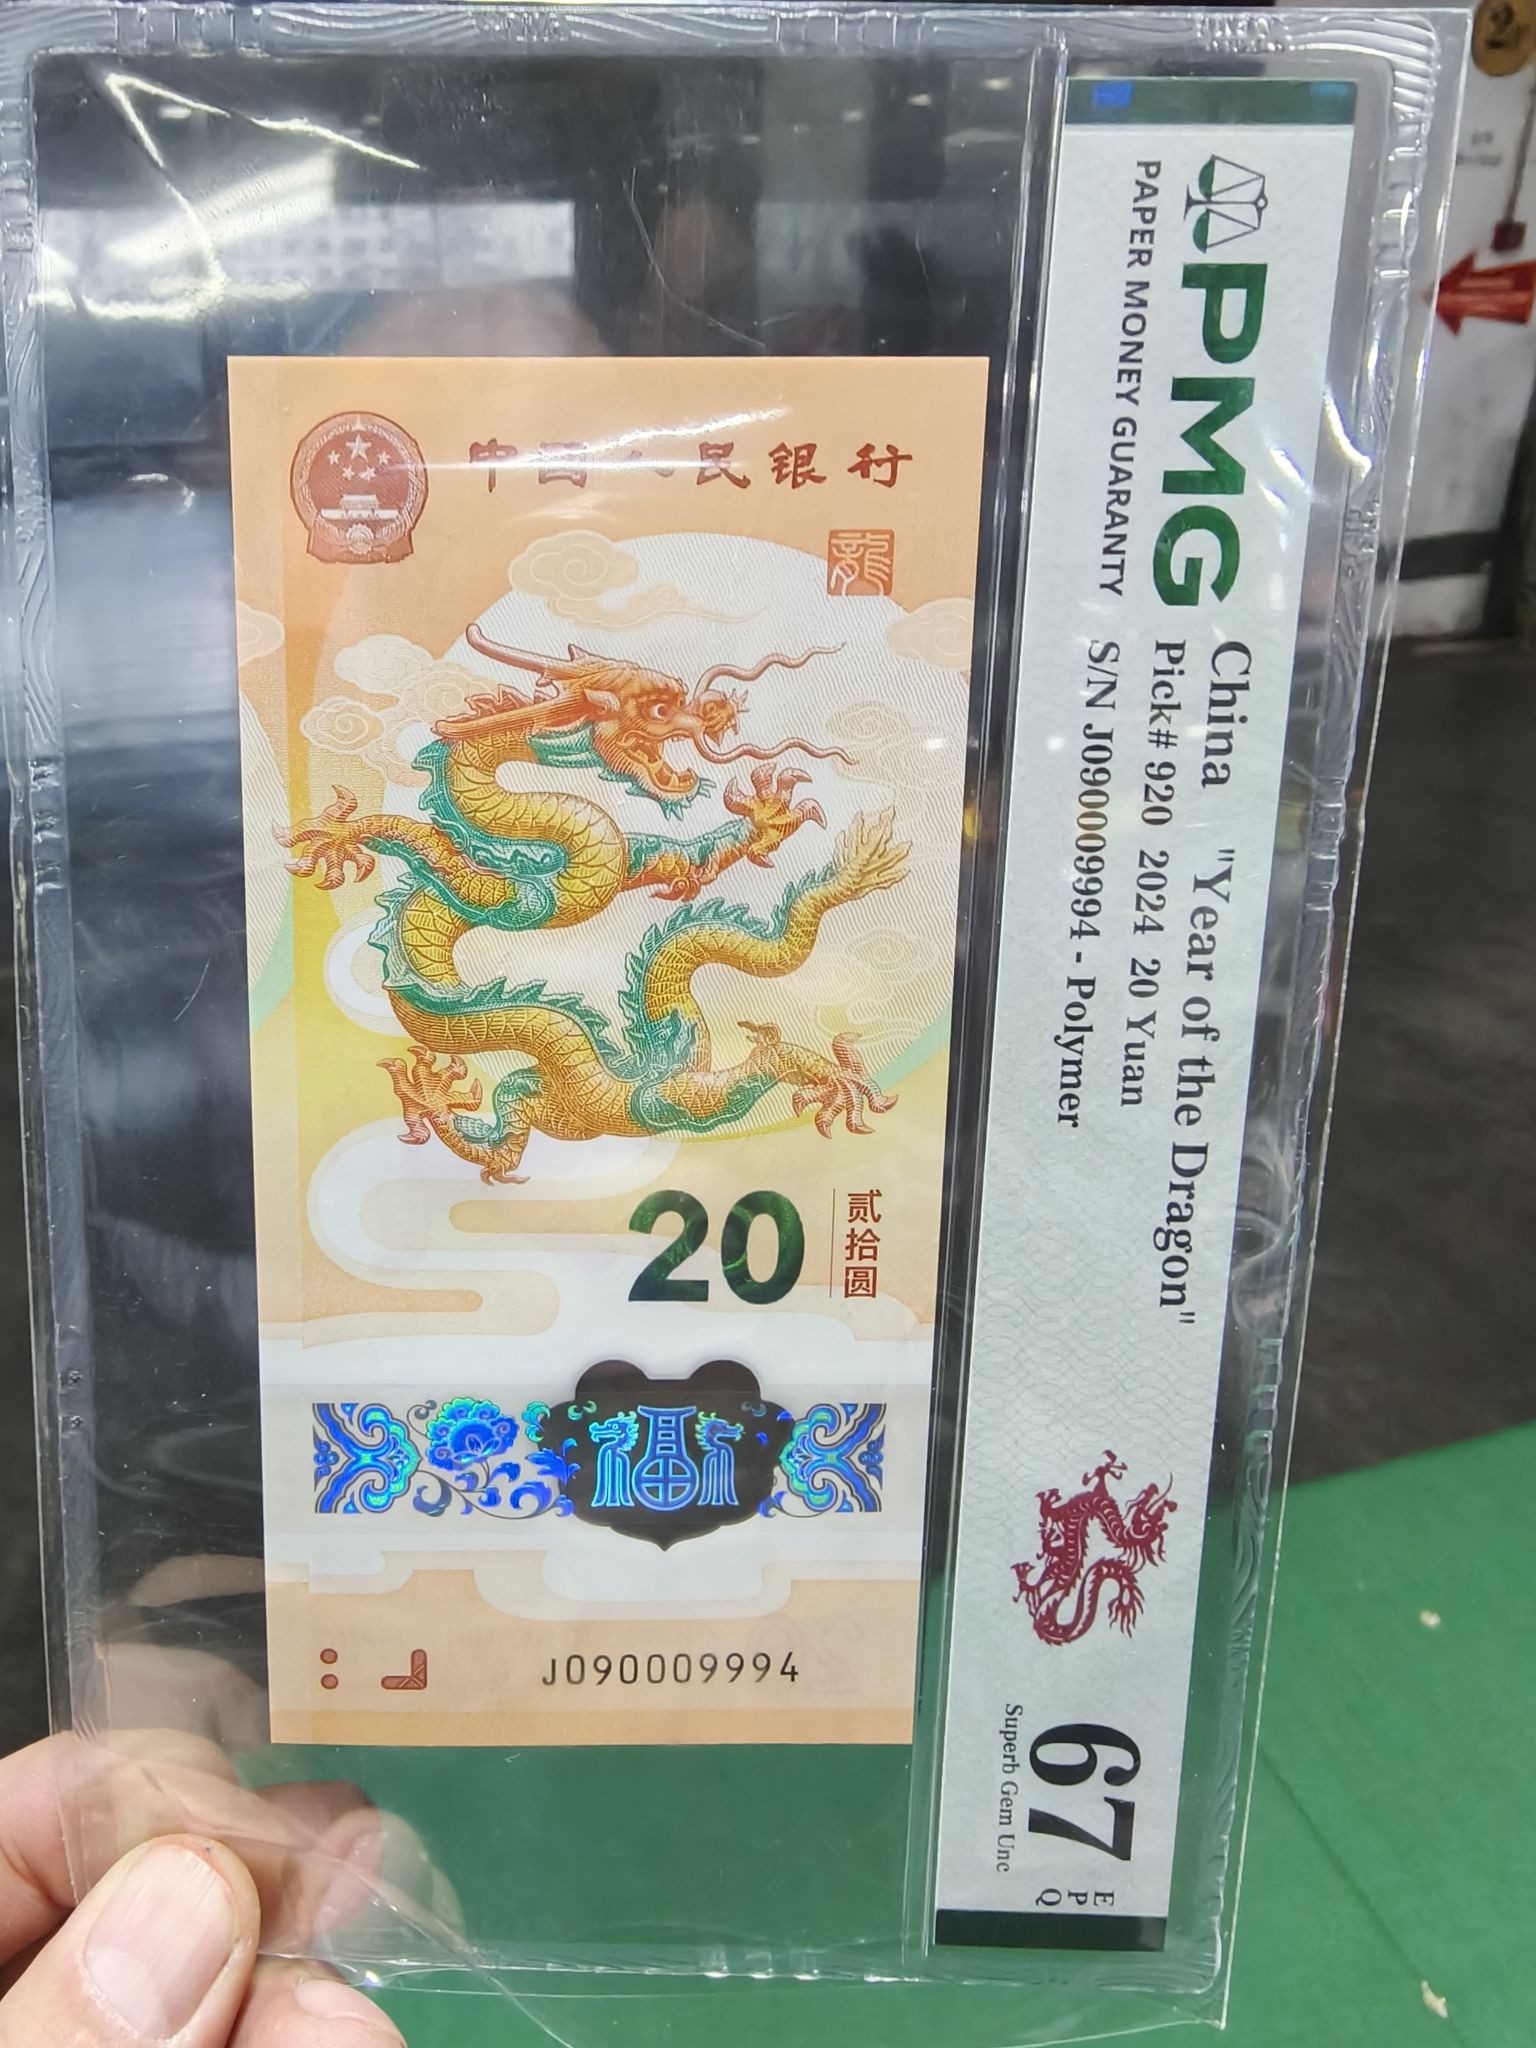 中国人民银行
龍
20
贰拾圆
福
J090009994
PMG
PAPER MONEY GUARANTY
China "Year of the Dragon"
Pick# 920 2024 20 Yuan
S/N J090009994 - Polymer
67
EPQ
Superb Gem Unc